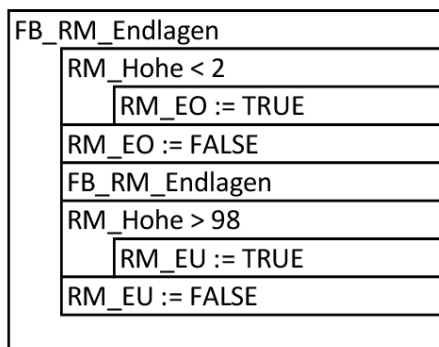 FB_RM_Endlagen
RM_Hohe < 2
RM_EO := TRUE
RM_EO := FALSE
FB_RM_Endlagen
RM_Hohe > 98
RM_EU := TRUE
RM_EU := FALSE